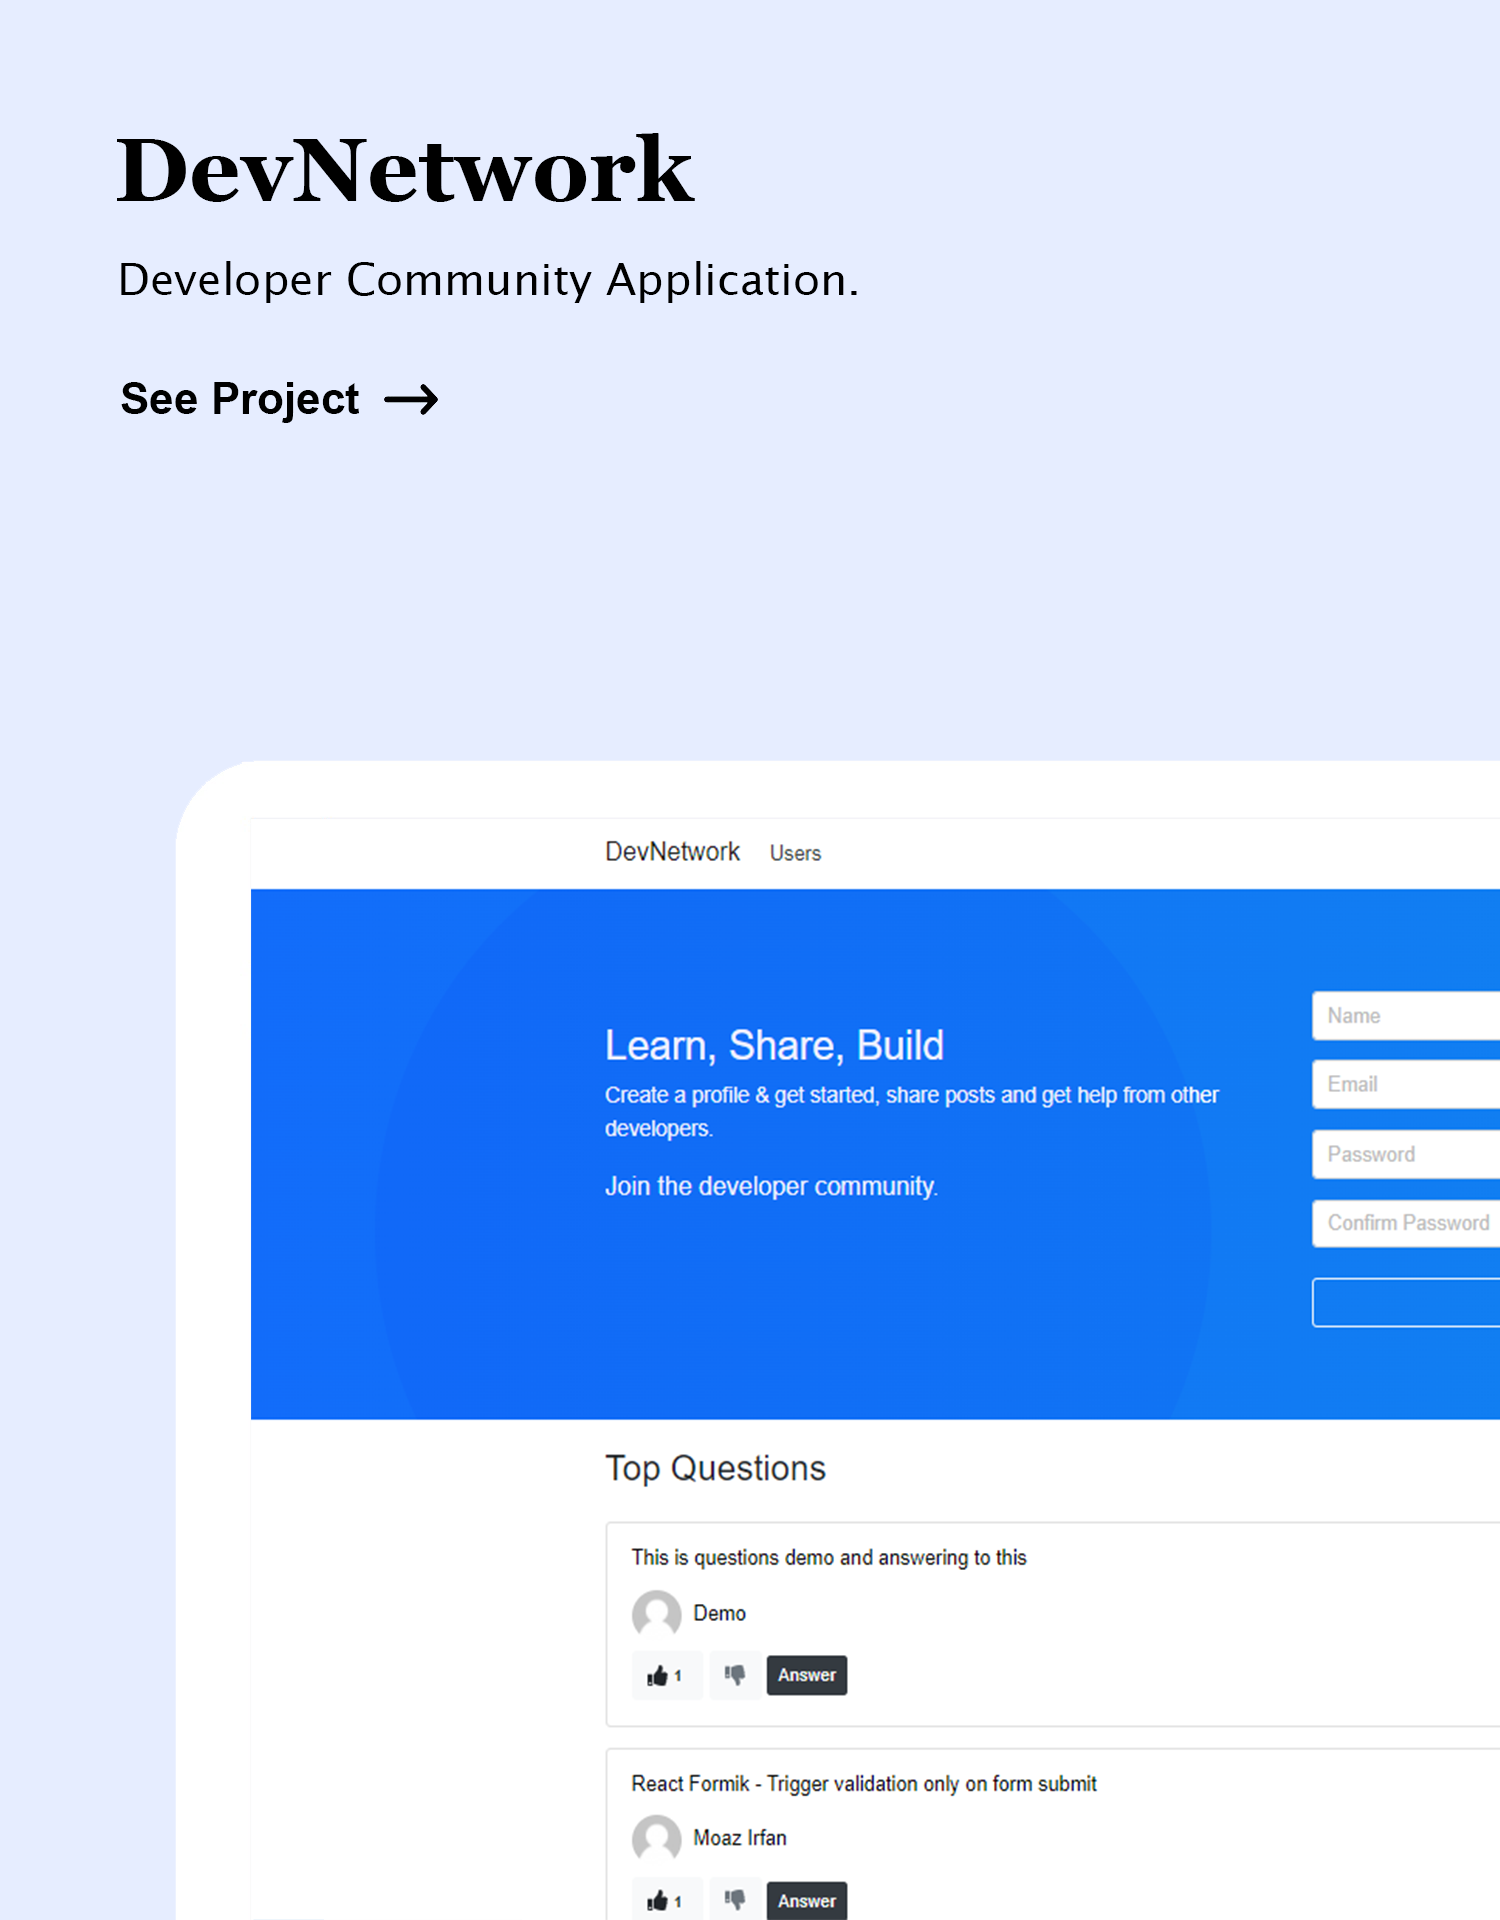 DevNetwork
Developer Community Application.
See Project
DevNetwork Users
Learn, Share, Build
Create a profile & get started, share posts and get help from other
developers.
Join the developer community.
Name
Email
Password
Confirm Password
Top Questions
This is questions demo and answering to this
Demo
1 Answer
React Formik - Trigger validation only on form submit
Moaz Irfan
1 Answer